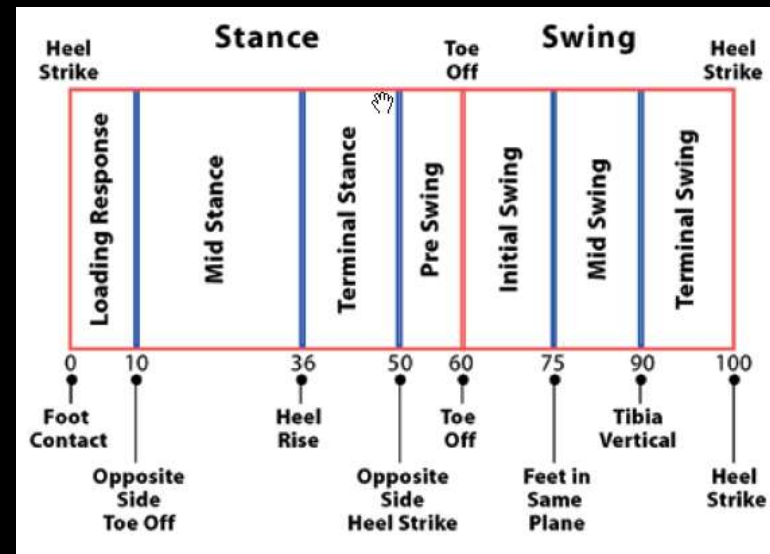 Stance
Swing
Heel
Strike
Toe
Off
Heel
Strike
Loading Response
Mid Stance
Terminal Stance
Pre Swing
Initial Swing
Mid Swing
Terminal Swing
0
10
36
50
60
75
90
100
Foot
Contact
Heel
Rise
Toe
Off
Tibia
Vertical
Opposite
Side
Toe Off
Opposite
Side
Heel Strike
Feet in
Same
Plane
Heel
Strike